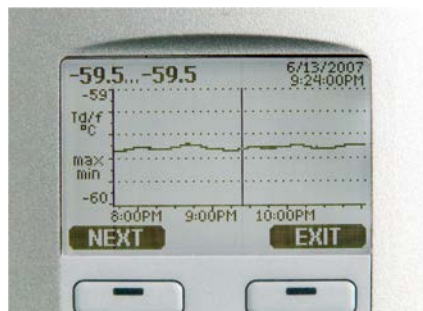 -59.5...-59.5
6/13/2007
9:24:00PM
-59
Td/f
°C
max
min
-60
8:00PM 9:00PM 10:00PM
NEXT EXIT